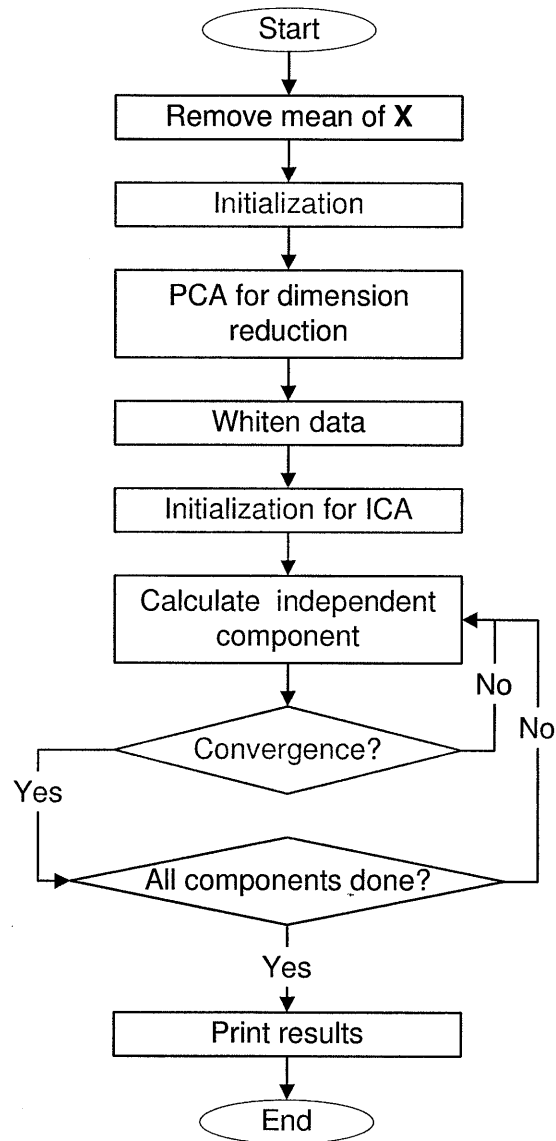 Start
Remove mean of X
Initialization
PCA for dimension
reduction
Whiten data
Initialization for ICA
Calculate independent
component
No
No
Convergence?
Yes
All components done?
Yes
Print results
End